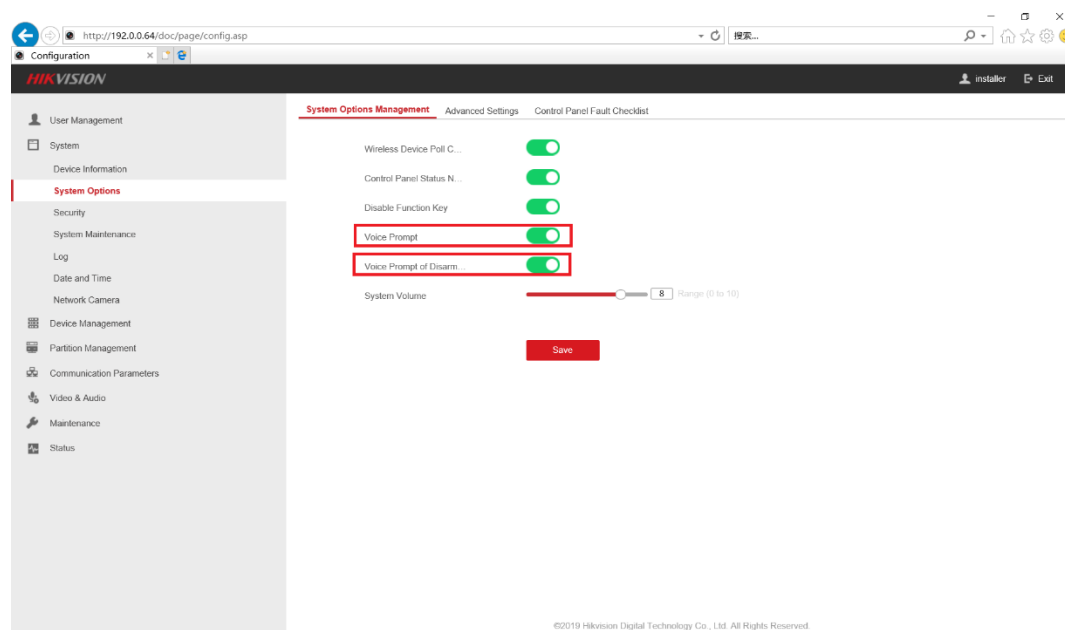 http://192.0.0.64/doc/page/config.asp
搜索...
Configuration
HIKVISION
installer
Exit
User Management
System
Device Information
System Options
Security
System Maintenance
Log
Date and Time
Network Camera
Device Management
Partition Management
Communication Parameters
Video & Audio
Maintenance
Status
System Options Management
Advanced Settings
Control Panel Fault Checklist
Wireless Device Poll C...
Control Panel Status N...
Disable Function Key
Voice Prompt
Voice Prompt of Disarm...
System Volume
8
Range (0 to 10)
Save
©2019 Hikvision Digital Technology Co., Ltd. All Rights Reserved.